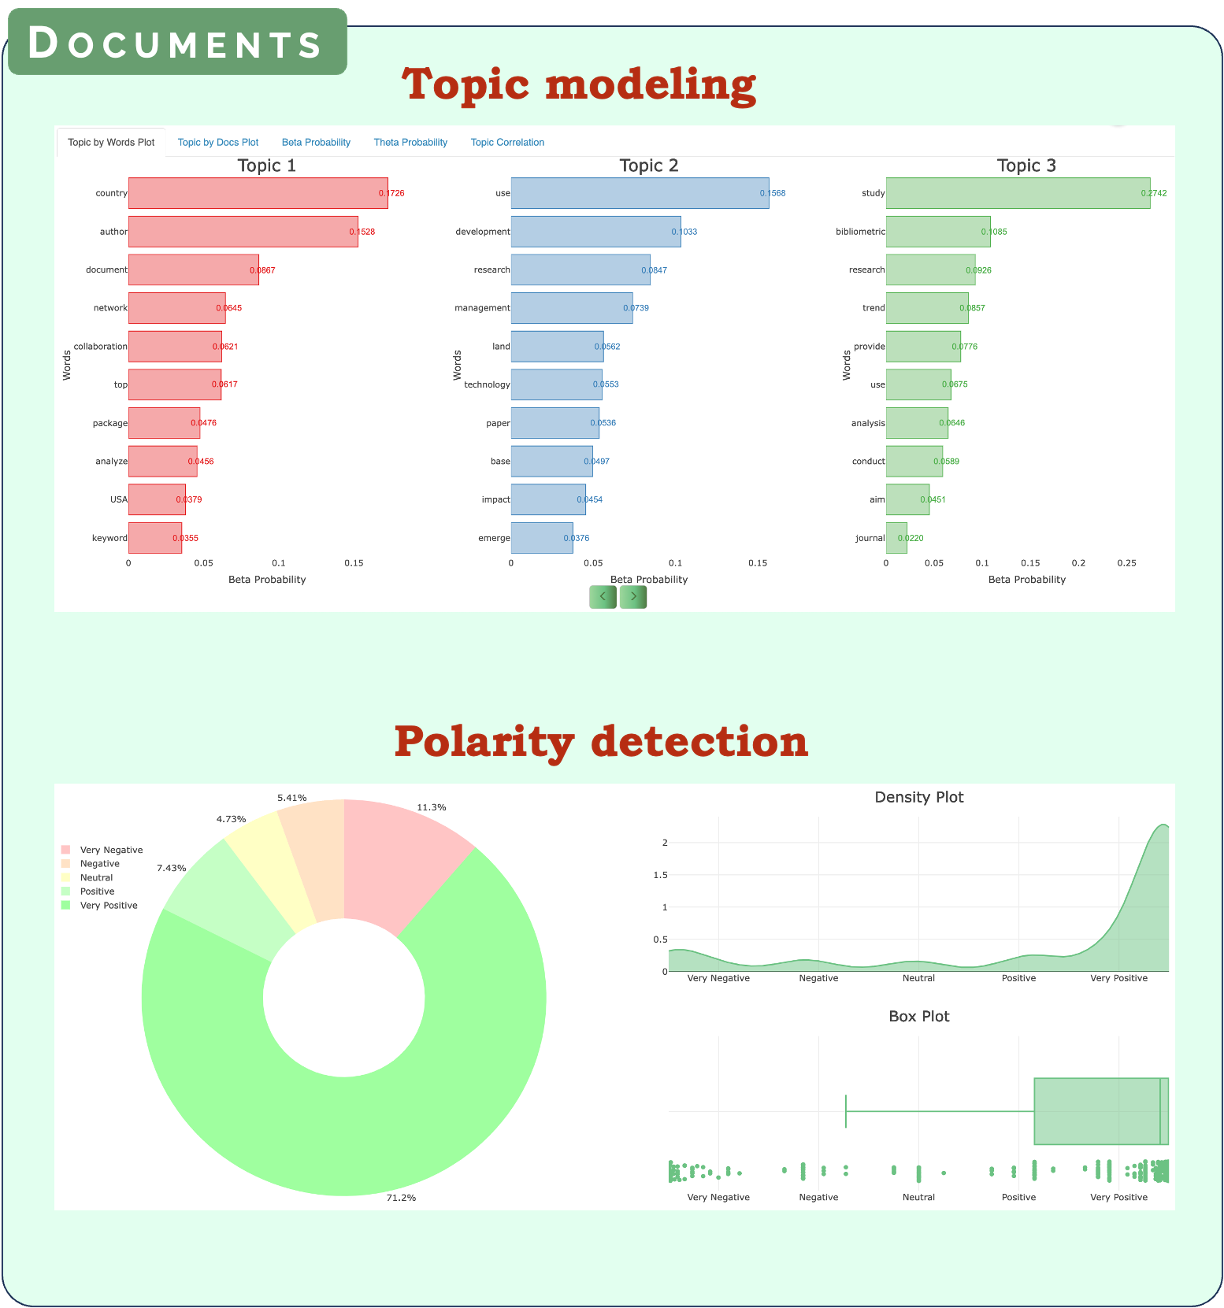 DOCUMENTS
Topic modeling
Topic by Words Plot Topic by Docs Plot Beta Probability Theta Probability Topic Correlation
Topic 1
Words
country 0.1726
author 0.1528
document 0.0867
network 0.0645
collaboration 0.0621
top 0.0617
package 0.0476
analyze 0.0456
USA 0.0379
keyword 0.0355
0 0.05 0.1 0.15
Beta Probability
Topic 2
Words
use 0.1568
development 0.1033
research 0.0847
management 0.0739
land 0.0562
technology 0.0553
paper 0.0536
base 0.0497
impact 0.0454
emerge 0.0376
0 0.05 0.1 0.15
Beta Probability
Topic 3
Words
study 0.2742
bibliometric 0.1085
research 0.0926
trend 0.0857
provide 0.0776
use 0.0675
analysis 0.0646
conduct 0.0589
aim 0.0451
journal 0.0220
0 0.05 0.1 0.15 0.2 0.25
Beta Probability
Polarity detection
Very Negative
Negative
Neutral
Positive
Very Positive
5.41%
11.3%
4.73%
7.43%
71.2%
Density Plot
2
1.5
1
0.5
0
Very Negative Negative Neutral Positive Very Positive
Box Plot
Very Negative Negative Neutral Positive Very Positive